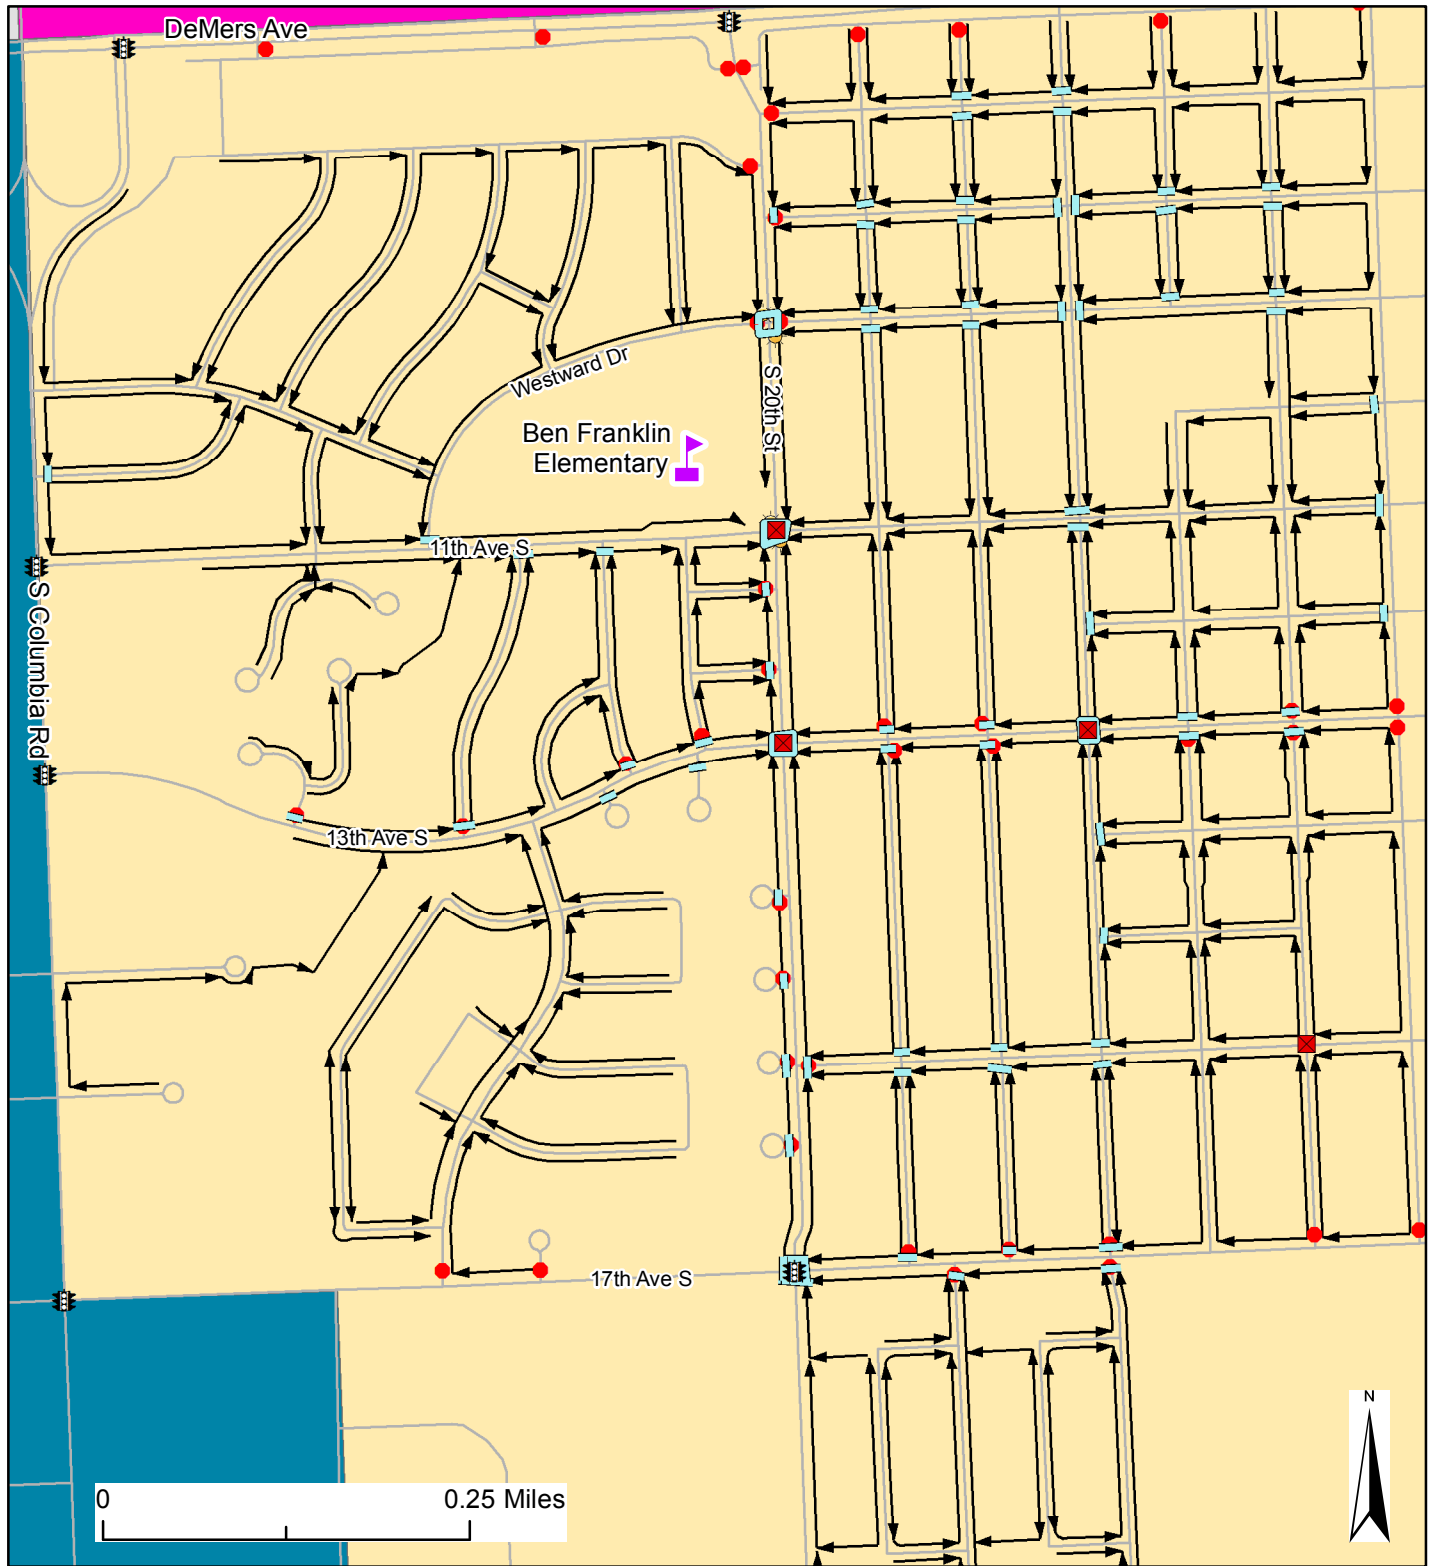 DeMers Ave
Westward Dr
S 20th St
Ben Franklin
Elementary
11th Ave S
S Columbia Rd
13th Ave S
17th Ave S
N
0 0.25 Miles